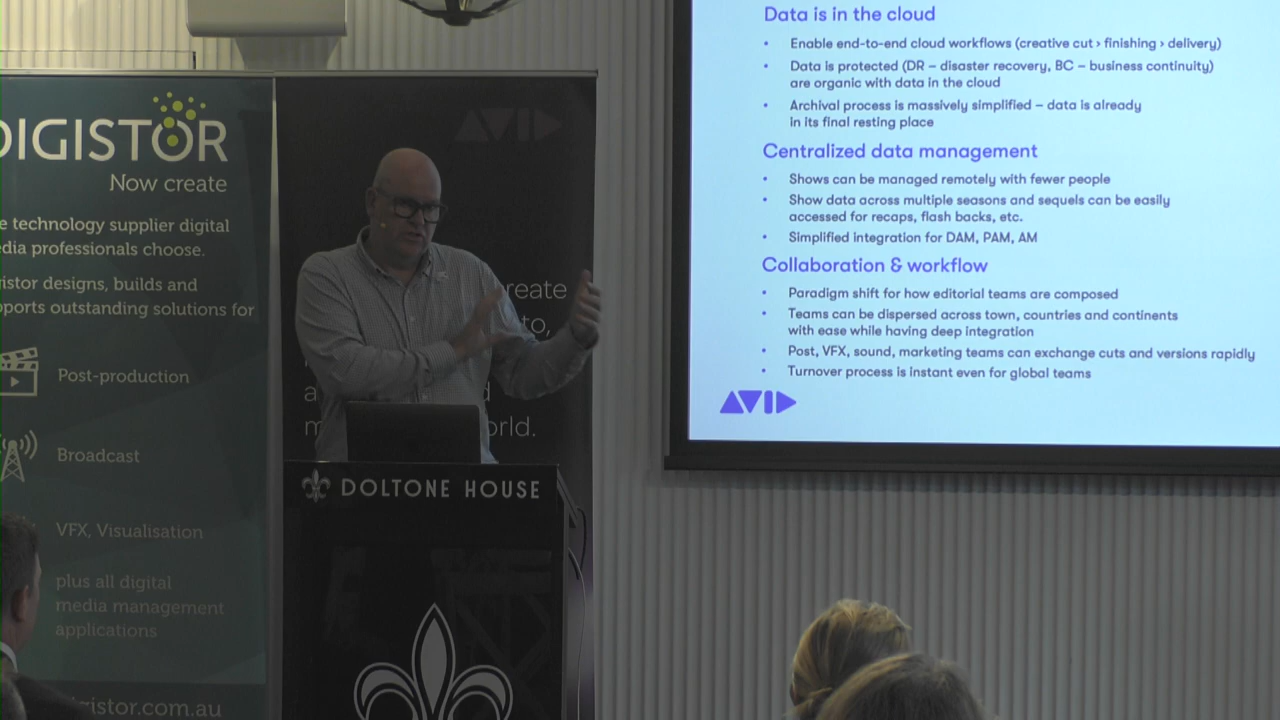 DIGISTOR
Now create
e technology supplier digital
dia professionals choose.
istor designs, builds and
ports outstanding solutions for
Post-production
Broadcast
VFX, Visualisation
plus all digital
media management
applications
igistor.com.au
AVID
reate
to,
a
d
m
orld.
DOLTONE HOUSE
Data is in the cloud
• Enable end-to-end cloud workflows (creative cut › finishing › delivery)
• Data is protected (DR – disaster recovery, BC – business continuity)
are organic with data in the cloud
• Archival process is massively simplified – data is already
in its final resting place
Centralized data management
• Shows can be managed remotely with fewer people
• Show data across multiple seasons and sequels can be easily
accessed for recaps, flash backs, etc.
• Simplified integration for DAM, PAM, AM
Collaboration & workflow
• Paradigm shift for how editorial teams are composed
• Teams can be dispersed across town, countries and continents
with ease while having deep integration
• Post, VFX, sound, marketing teams can exchange cuts and versions rapidly
• Turnover process is instant even for global teams
AVID